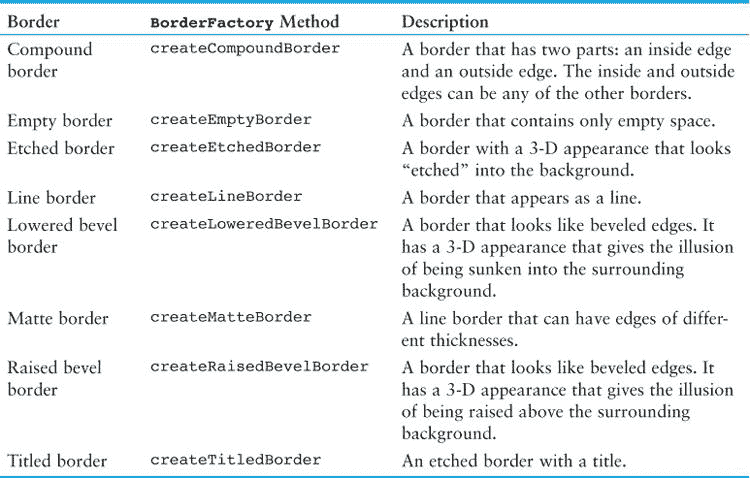 Border BorderFactory Method Description
Compound createCompoundBorder A border that has two parts: an inside edge
border and an outside edge. The inside and outside
edges can be any of the other borders.
Empty border createEmptyBorder A border that contains only empty space.
Etched border createEtchedBorder A border with a 3-D appearance that looks
“etched” into the background.
Line border createLineBorder A border that appears as a line.
Lowered bevel createLoweredBevelBorder A border that looks like beveled edges. It
border has a 3-D appearance that gives the illusion
of being sunken into the surrounding
background.
Matte border createMatteBorder A line border that can have edges of differ-
ent thicknesses.
Raised bevel createRaisedBevelBorder A border that looks like beveled edges. It
border has a 3-D appearance that gives the illusion
of being raised above the surrounding
background.
Titled border createTitledBorder An etched border with a title.